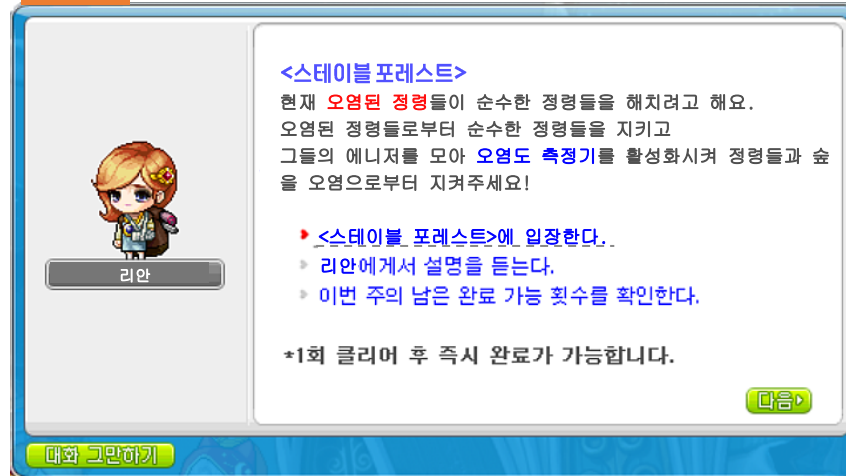 <스테이블 포레스트>
현재 오염된 정령들이 순수한 정령들을 해치려고 해요.
오염된 정령들로부터 순수한 정령들을 지키고
그들의 에니저를 모아 오염도 측정기를 활성화시켜 정령들과 숲
을 오염으로부터 지켜주세요!
<스테이블 포레스트>에 입장한다.
리안에게서 설명을 듣는다.
이번 주의 남은 완료 가능 횟수를 확인한다.
*1회 클리어 후 즉시 완료가 가능합니다.
리안
다음
대화 그만하기